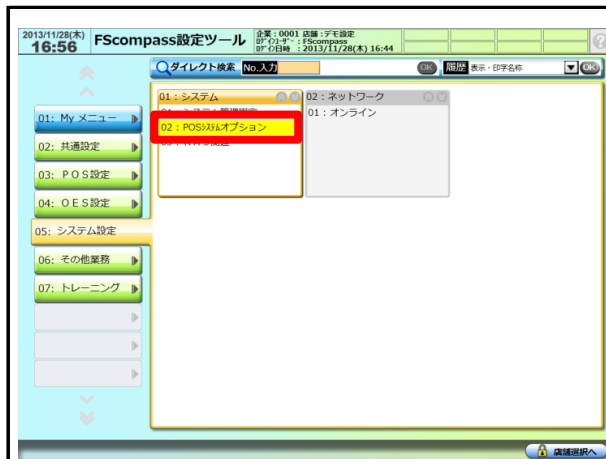 2013/11/28(木)
16:56
FScompass設定ツール
企業：0001 店舗：デモ設定
ﾛｸﾞｲﾝﾕｰｻﾞｰ：FScompass
ﾛｸﾞｲﾝ日時 ：2013/11/28(木) 16:44
ダイレクト検索 No.入力 OK 履歴 表示・印字名称 OK
01：システム
02：POSｼｽﾃﾑオプション
02：ネットワーク
01：オンライン
01：My メニュー
02：共通設定
03：ＰＯＳ設定
04：ＯＥＳ設定
05：システム設定
06：その他業務
07：トレーニング
店舗選択へ